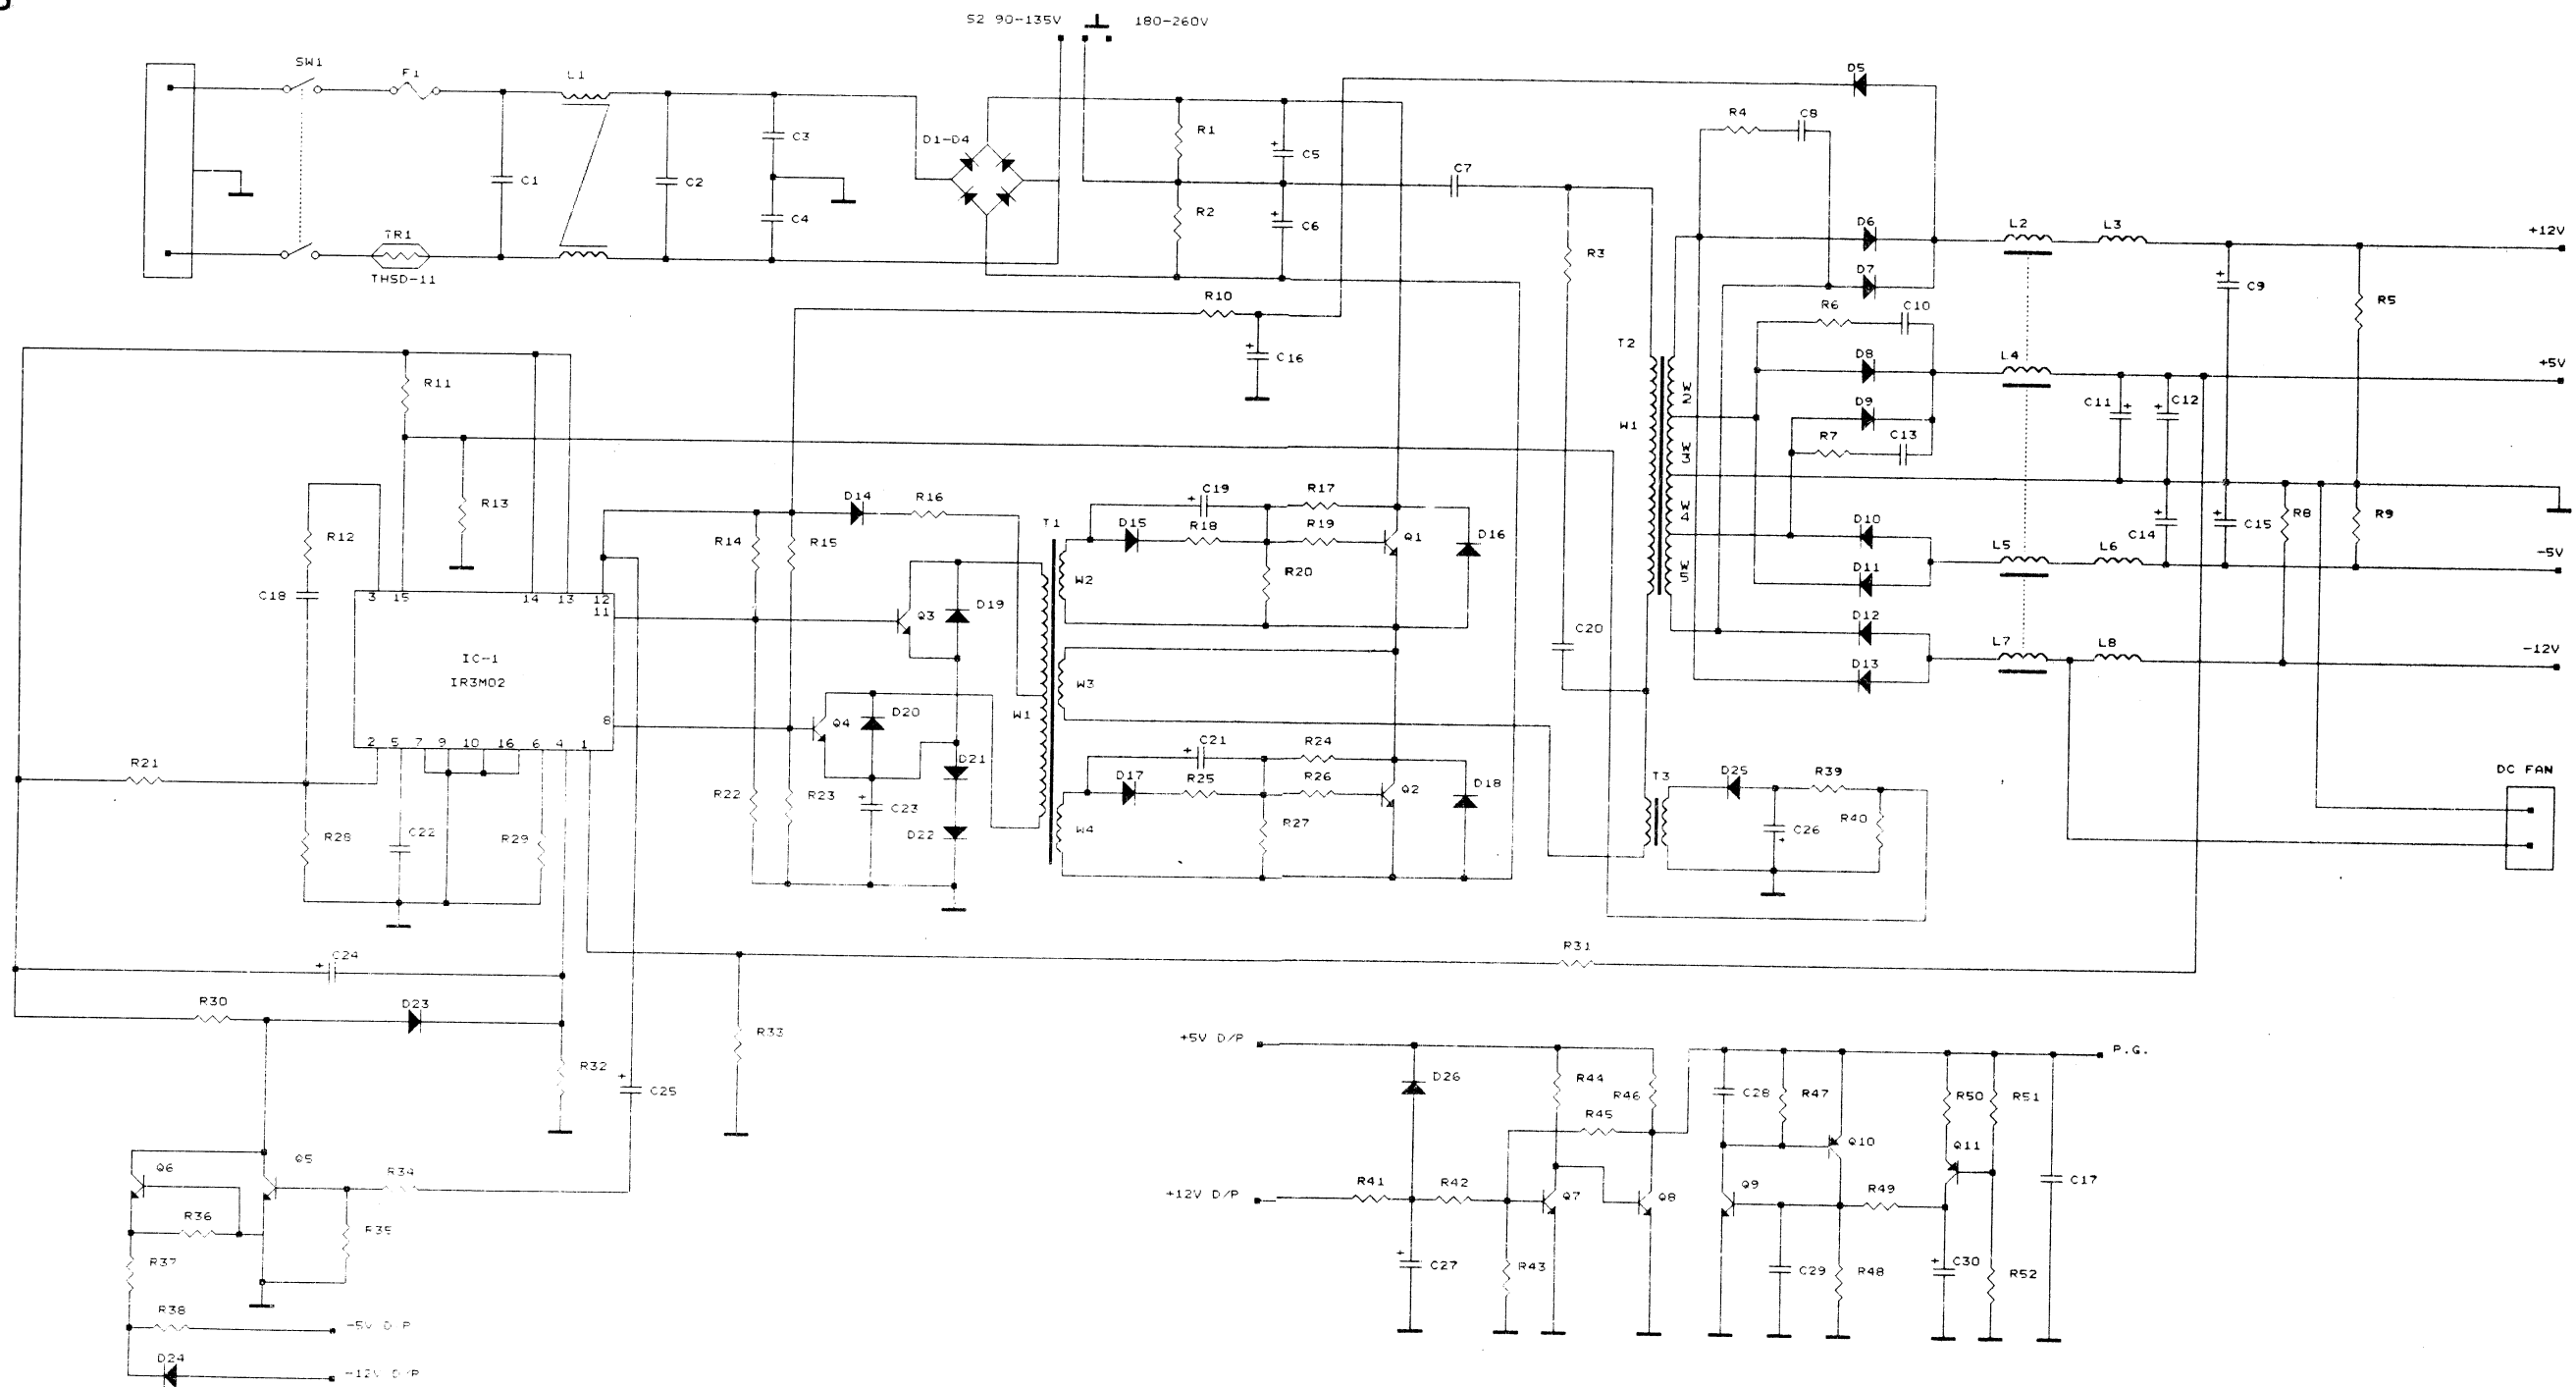 S2 90-135V 180-260V
SW1 F1 L1 D5
R4 C8
D1-D4 C3 R1 C5
C1 C2 C7
C4 R2 C6
TR1
THSD-11
D6 L2 L3 +12V
R3
D7
C9 R5
R10 R6 C10
C16 T2 D8 L4 +5V
R11
W2
D9 C11 C12
W1 R7 C13
W3
R13 D14 R16 C19 R17
T1 D15 R18 R19 Q1 D16
W4 D10 C14 C15 R8 R9
R12 R14 R15
L5 L6 -5V
W5 D11
R20
W2
C18 3 15 14 13 12
11
Q3 D19
D12
C20
IC-1
IR3M02
L7 L8 -12V
D13
W3
8 Q4 D20 W1
2 5 7 9 10 16 6 4 1
C21 R24
R21 D21 D17 R25 R26 Q2 D18
T3 D25 R39 DC FAN
R22 R23 C23
R28 C22 R29 D22 W4 R27 C26 R40
C24 R31
R30 D23
R33
+5V D/P P.G.
R32 C25
D26 R44 R46 C28 R47 R50 R51
R45
Q10 Q11
Q6 Q5 R34
+12V D/P R41 R42 Q7 Q8 Q9 R49 C17
R36 R35
R37 C27 R43 C29 R48 C30 R52
R38 -5V D/P
D24 -12V D/P